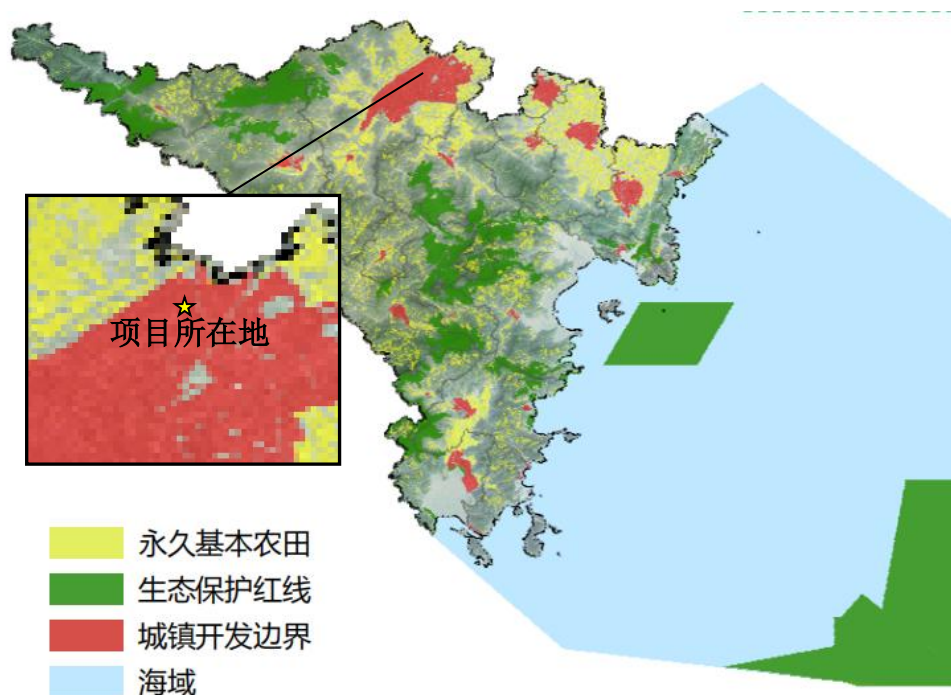 项目所在地
永久基本农田
生态保护红线
城镇开发边界
海域